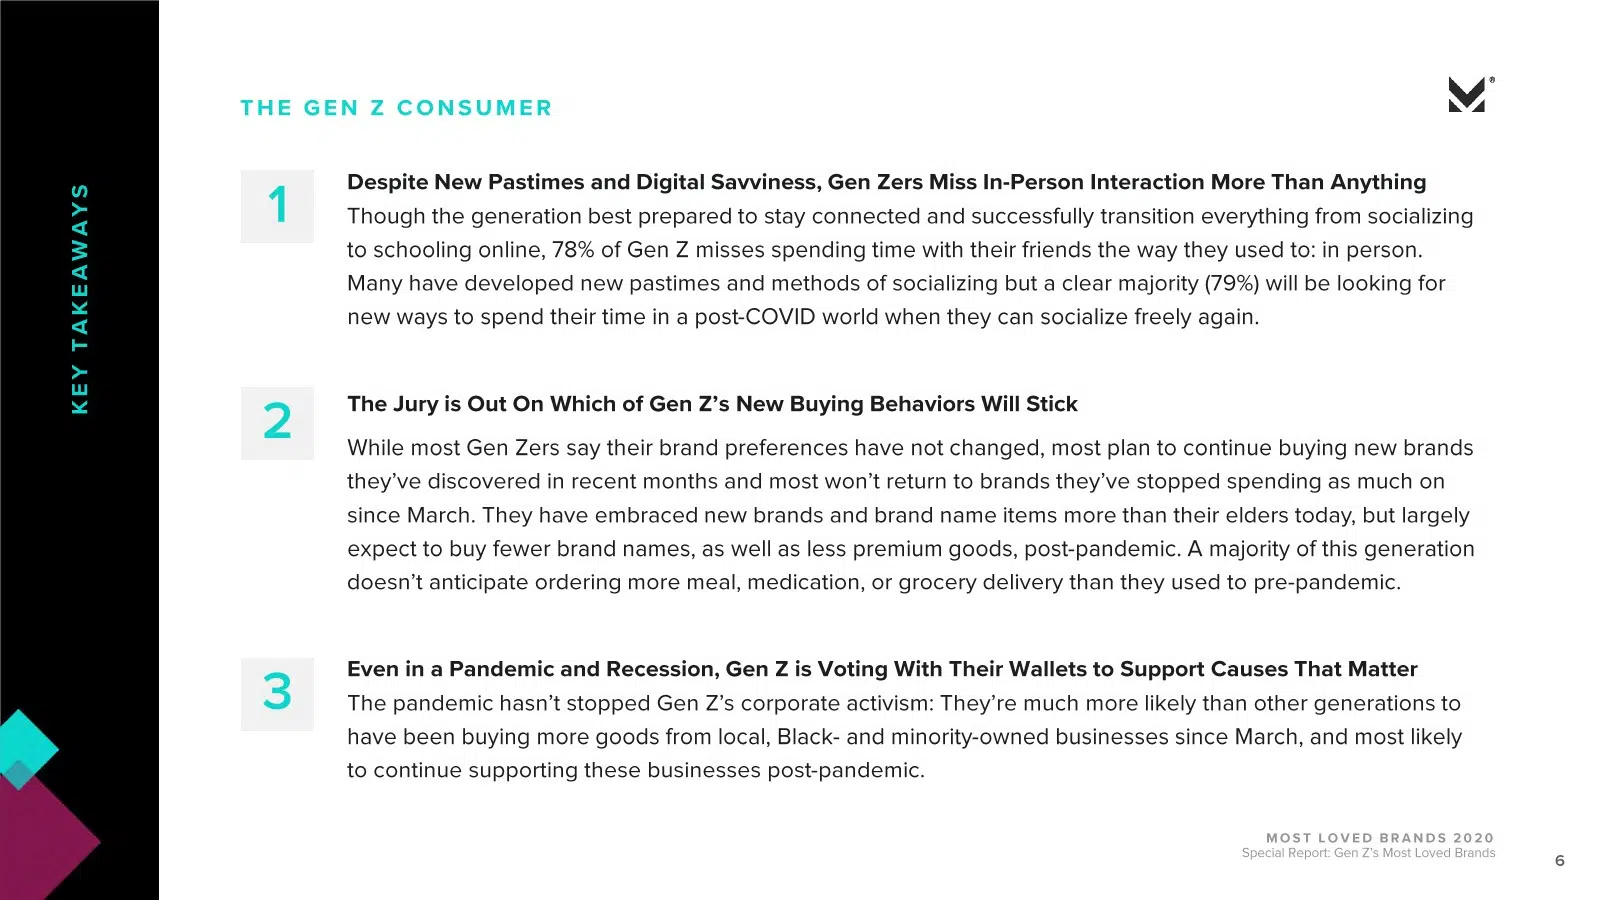 KEY TAKEAWAYS
THE GEN Z CONSUMER
®
1
Despite New Pastimes and Digital Savviness, Gen Zers Miss In-Person Interaction More Than Anything
Though the generation best prepared to stay connected and successfully transition everything from socializing
to schooling online, 78% of Gen Z misses spending time with their friends the way they used to: in person.
Many have developed new pastimes and methods of socializing but a clear majority (79%) will be looking for
new ways to spend their time in a post-COVID world when they can socialize freely again.
2
The Jury is Out On Which of Gen Z’s New Buying Behaviors Will Stick
While most Gen Zers say their brand preferences have not changed, most plan to continue buying new brands
they’ve discovered in recent months and most won’t return to brands they’ve stopped spending as much on
since March. They have embraced new brands and brand name items more than their elders today, but largely
expect to buy fewer brand names, as well as less premium goods, post-pandemic. A majority of this generation
doesn’t anticipate ordering more meal, medication, or grocery delivery than they used to pre-pandemic.
3
Even in a Pandemic and Recession, Gen Z is Voting With Their Wallets to Support Causes That Matter
The pandemic hasn’t stopped Gen Z’s corporate activism: They’re much more likely than other generations to
have been buying more goods from local, Black- and minority-owned businesses since March, and most likely
to continue supporting these businesses post-pandemic.
MOST LOVED BRANDS 2020
Special Report: Gen Z’s Most Loved Brands
6